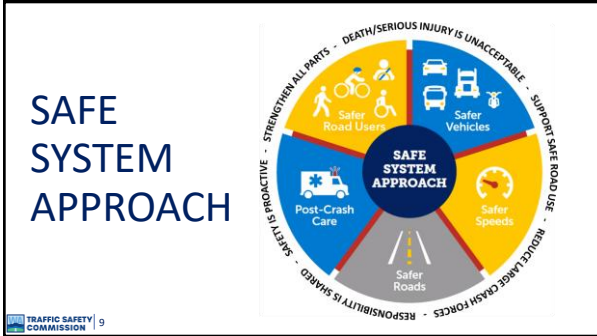 SAFE
SYSTEM
APPROACH
DEATH/SERIOUS INJURY IS UNACCEPTABLE - SUPPORT SAFE ROAD USE - REDUCE LARGE CRASH FORCES - RESPONSIBILITY IS SHARED - SAFETY IS PROACTIVE - STRENGTHEN ALL PARTS -
Safer
Road Users
Safer
Vehicles
SAFE
SYSTEM
APPROACH
Post-Crash
Care
Safer
Speeds
Safer
Roads
TRAFFIC SAFETY
COMMISSION
9